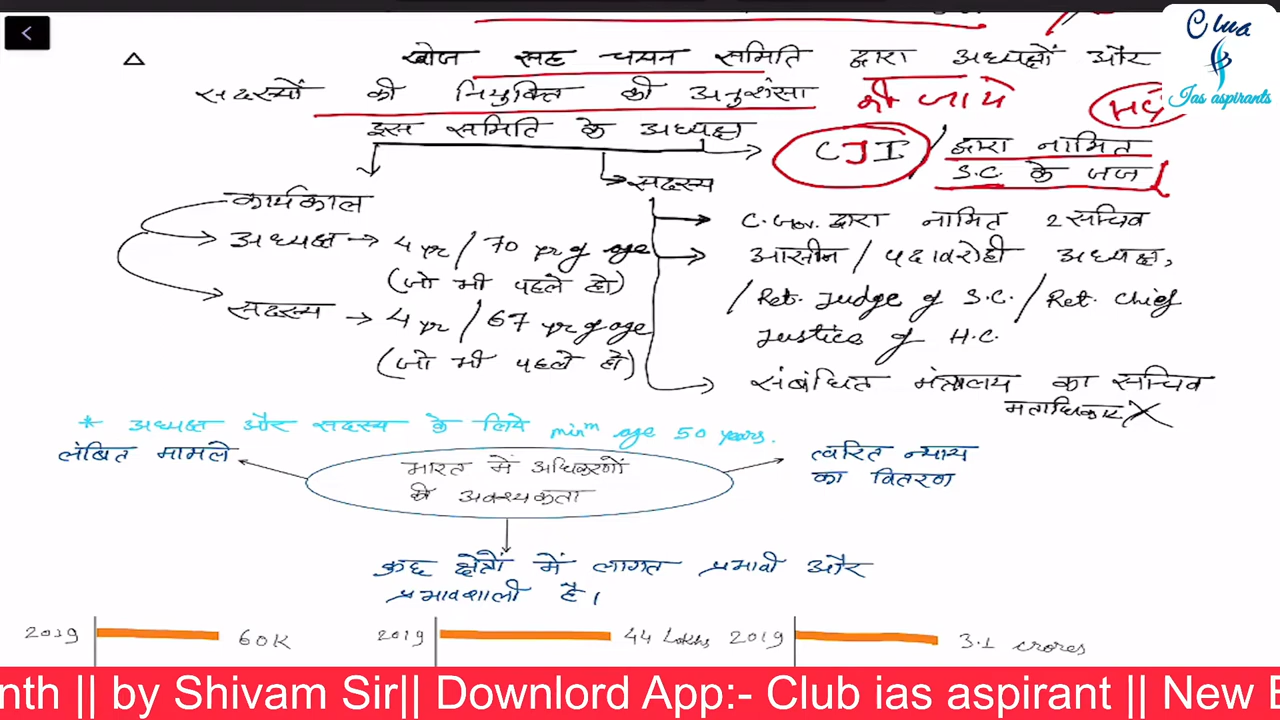 Club
Ias aspirants
खोज सह चयन समिति द्वारा अध्यक्षों और
सदस्यों की नियुक्ति की अनुशंसा की जाये
इस समिति के अध्यक्ष
CJI / द्वारा नामित
S.C. के जज
सदस्य
कार्यकाल
C. Gov. द्वारा नामित 2 सचिव
अध्यक्ष → 4 yr / 70 yr of age
(जो भी पहले हो)
आसीन / पदावरोही अध्यक्ष,
/ Ret. Judge of S.C. / Ret. Chief
Justice of H.C.
सदस्य → 4 yr / 67 yr of age
(जो भी पहले हो)
संबंधित मंत्रालय का सचिव
मताधिकार X
* अध्यक्ष और सदस्य के लिये minm age 50 years.
लंबित मामले
भारत में अधिकरणों
की अवश्यकता
त्वरित न्याय
का वितरण
कुछ क्षेत्रों में लागत प्रभावी और
प्रभावशाली है।
2019 60K 2019 44 Lakhs 2019 3.1 crores
nth || by Shivam Sir|| Downlord App:- Club ias aspirant || New B